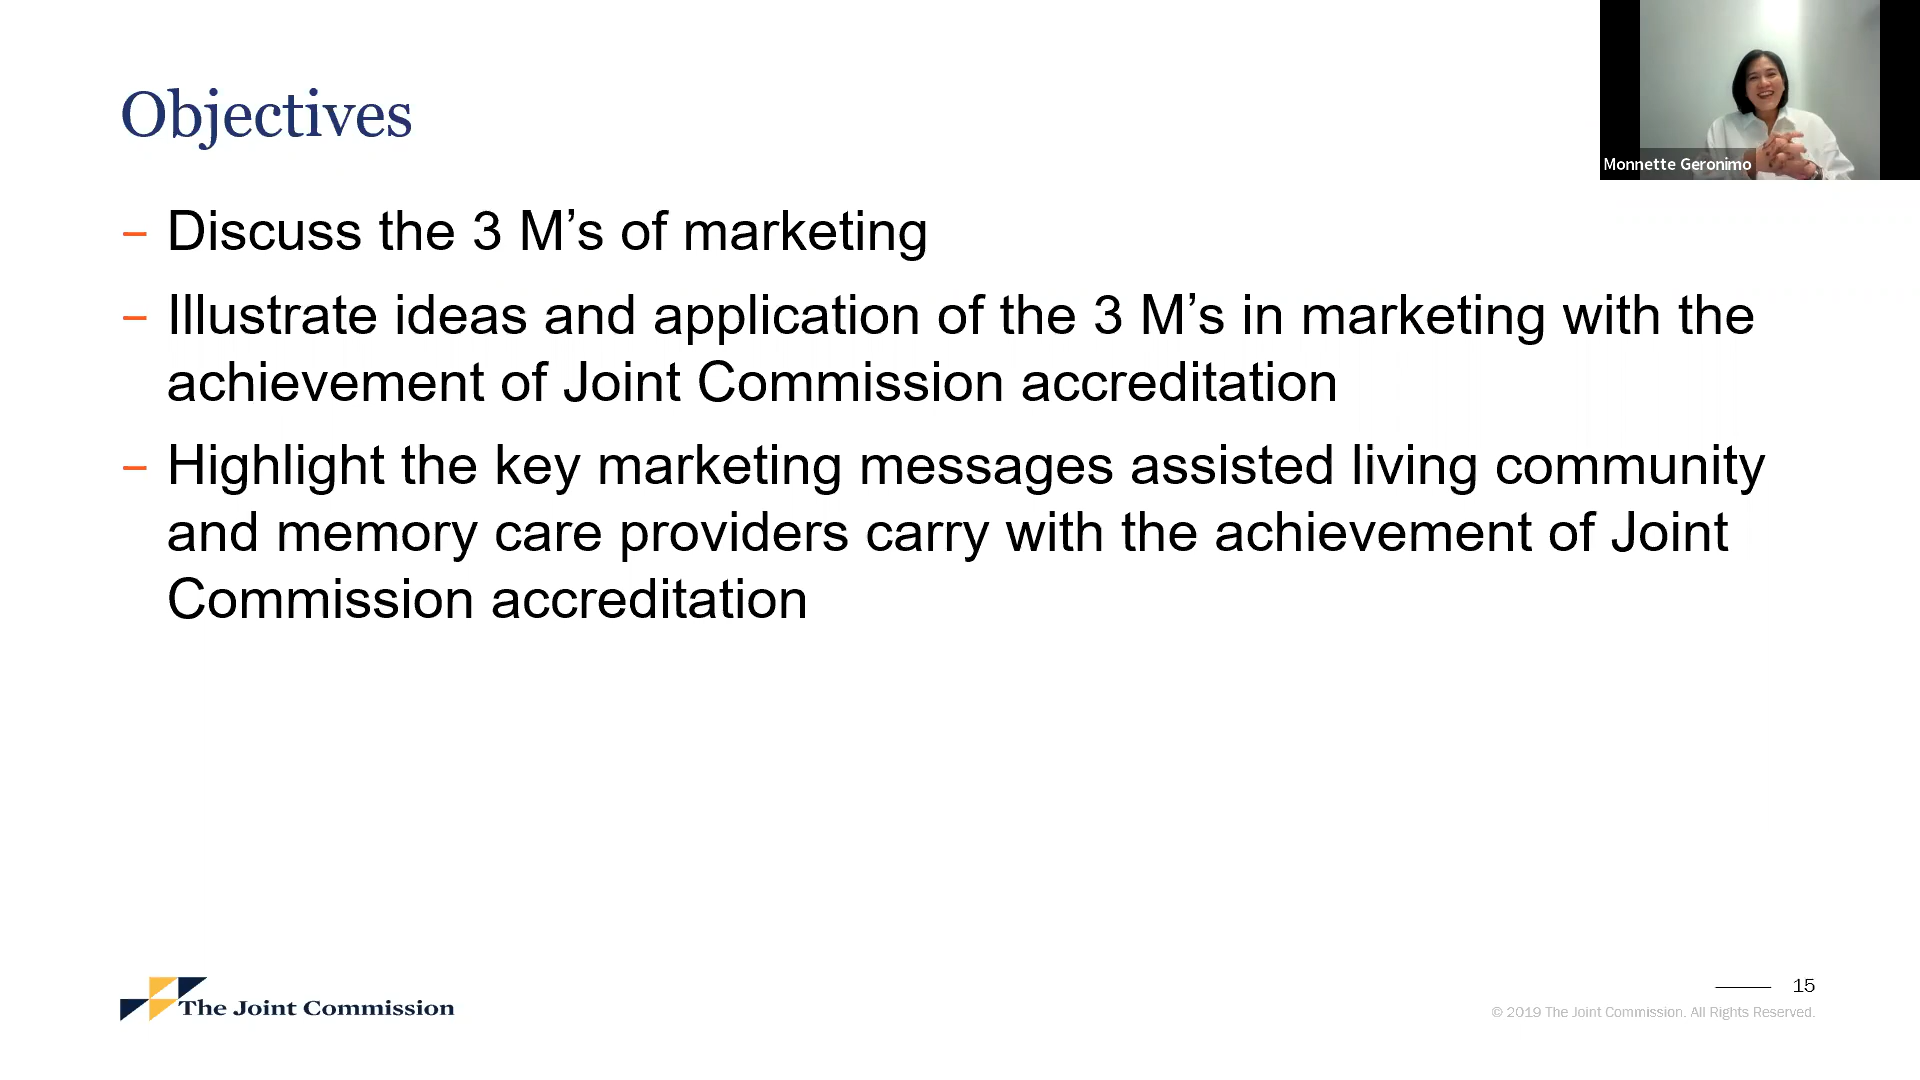 Objectives
Monnette Geronimo
– Discuss the 3 M’s of marketing
– Illustrate ideas and application of the 3 M’s in marketing with the
achievement of Joint Commission accreditation
– Highlight the key marketing messages assisted living community
and memory care providers carry with the achievement of Joint
Commission accreditation
The Joint Commission
15
© 2019 The Joint Commission. All Rights Reserved.